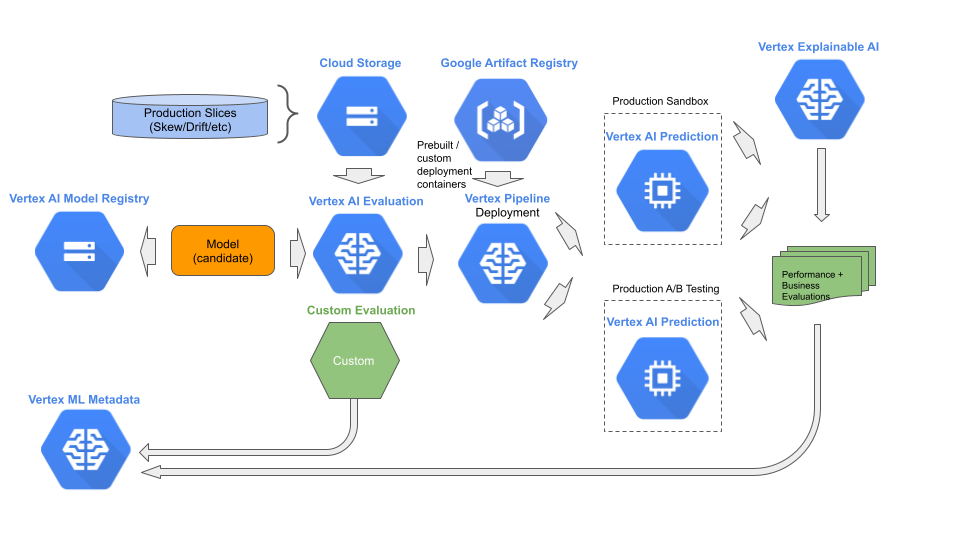 Vertex Explainable AI
Cloud Storage
Google Artifact Registry
Production Slices
(Skew/Drift/etc)
Production Sandbox
Vertex AI Prediction
Prebuilt /
custom
deployment
containers
Vertex AI Model Registry
Model
(candidate)
Vertex AI Evaluation
Vertex Pipeline
Deployment
Performance +
Business
Evaluations
Production A/B Testing
Vertex AI Prediction
Custom Evaluation
Custom
Vertex ML Metadata